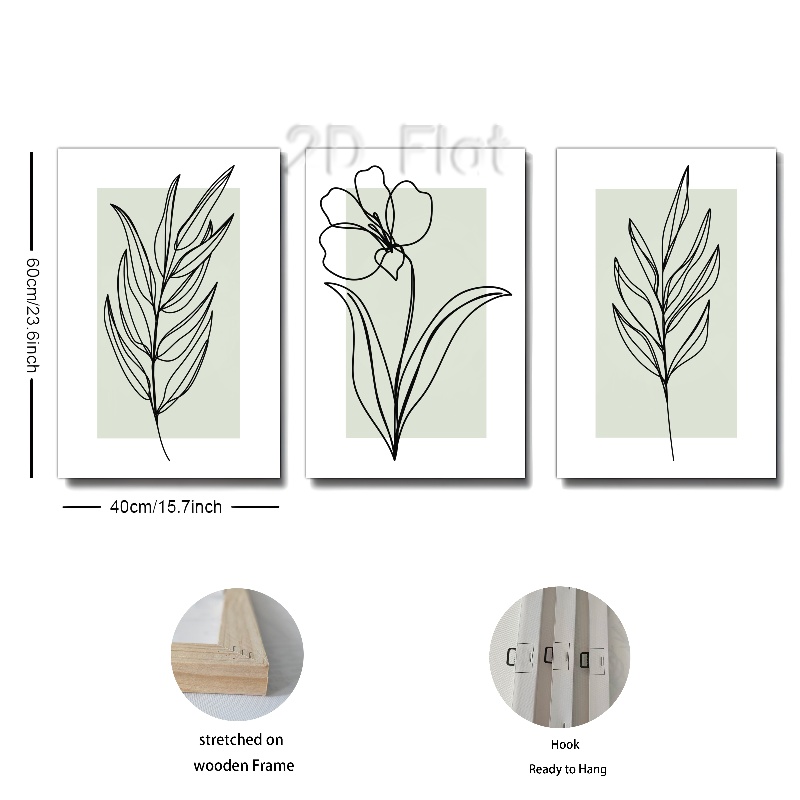 2D Flat
60cm/23.6inch
40cm/15.7inch
stretched on
wooden Frame
Hook
Ready to Hang